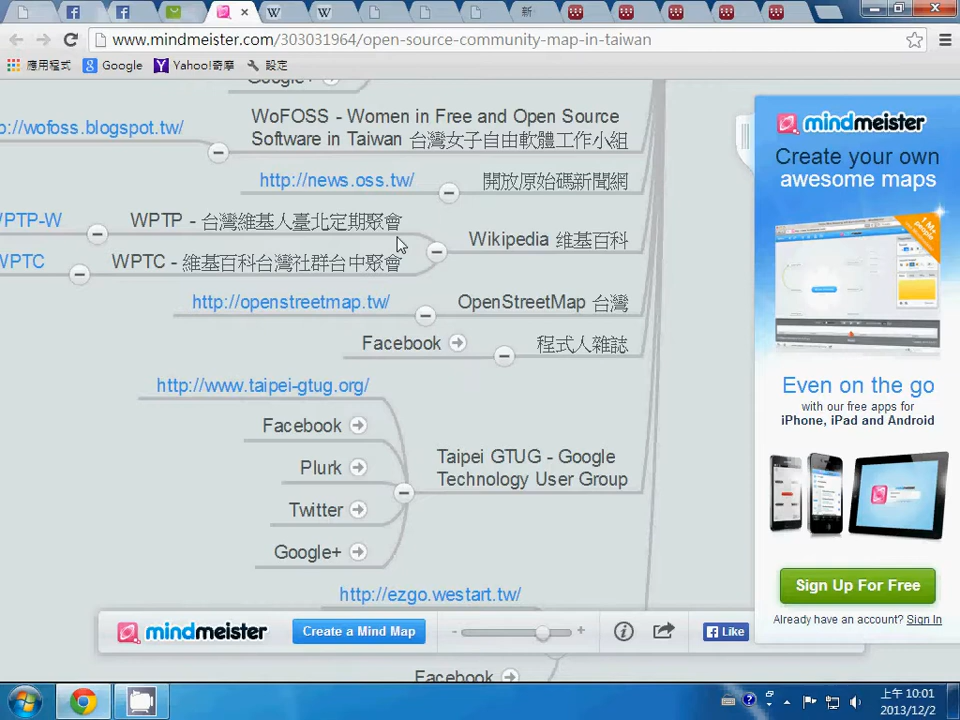 www.mindmeister.com/303031964/open-source-community-map-in-taiwan
應用程式 Google Yahoo!奇摩 設定
Google+
WoFOSS - Women in Free and Open Source
Software in Taiwan 台灣女子自由軟體工作小組
p://wofoss.blogspot.tw/
http://news.oss.tw/
開放原始碼新聞網
WPTP-W
WPTP - 台灣維基人臺北定期聚會
WPTC
WPTC - 維基百科台灣社群台中聚會
Wikipedia 維基百科
http://openstreetmap.tw/
OpenStreetMap 台灣
Facebook
程式人雜誌
http://www.taipei-gtug.org/
Facebook
Plurk
Twitter
Google+
Taipei GTUG - Google
Technology User Group
http://ezgo.westart.tw/
Facebook
mindmeister
Create a Mind Map
- +
Like
mindmeister
Create your own
awesome maps
Even on the go
with our free apps for
iPhone, iPad and Android
Sign Up For Free
Already have an account? Sign In
上午 10:01
2013/12/2